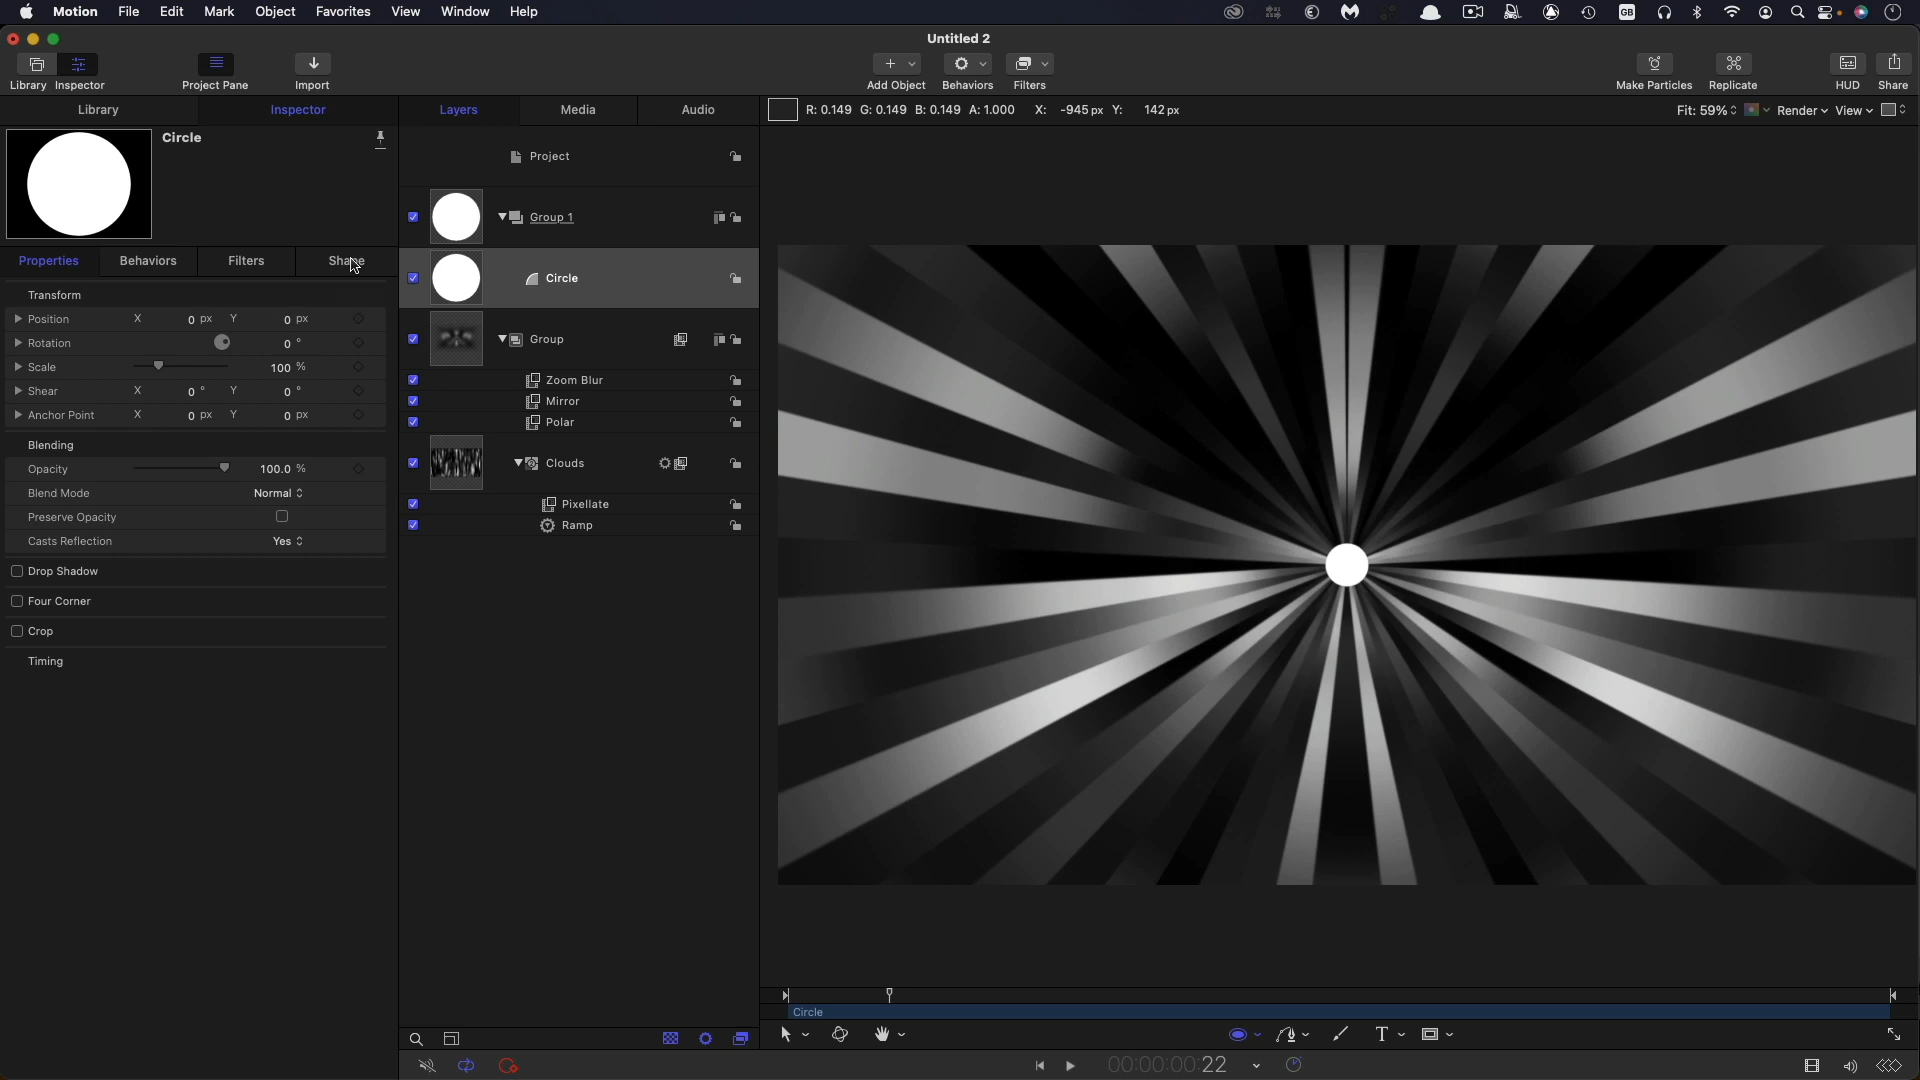 Motion File Edit Mark Object Favorites View Window Help
GB
Untitled 2
Library Inspector Project Pane Import Add Object Behaviors Filters Make Particles Replicate HUD Share
Library Inspector Layers Media Audio
R: 0.149 G: 0.149 B: 0.149 A: 1.000 X: -945 px Y: 142 px
Fit: 59% Render View
Circle
Properties Behaviors Filters Shape
Transform
Position X 0 px Y 0 px
Rotation 0 °
Scale 100 %
Shear X 0 ° Y 0 °
Anchor Point X 0 px Y 0 px
Blending
Opacity 100.0 %
Blend Mode Normal
Preserve Opacity
Casts Reflection Yes
Drop Shadow
Four Corner
Crop
Timing
Project
Group 1
Circle
Group
Zoom Blur
Mirror
Polar
Clouds
Pixellate
Ramp
Circle
T
00:00:00:22